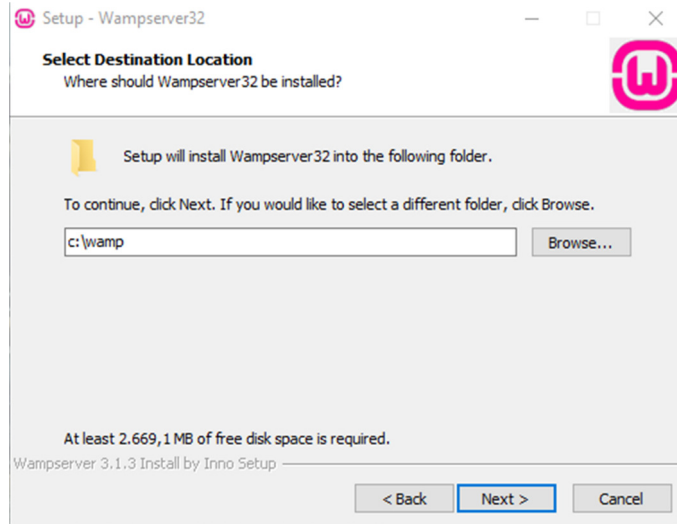 Setup - Wampserver32
Select Destination Location
Where should Wampserver32 be installed?
Setup will install Wampserver32 into the following folder.
To continue, click Next. If you would like to select a different folder, click Browse.
c:\wamp
Browse...
At least 2.669,1 MB of free disk space is required.
Wampserver 3.1.3 Install by Inno Setup
< Back
Next >
Cancel